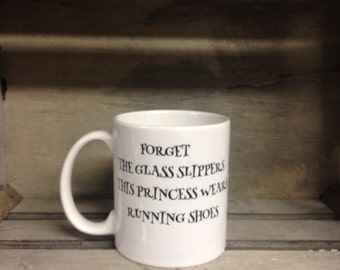 FORGET
THE GLASS SLIPPERS
THIS PRINCESS WEARS
RUNNING SHOES